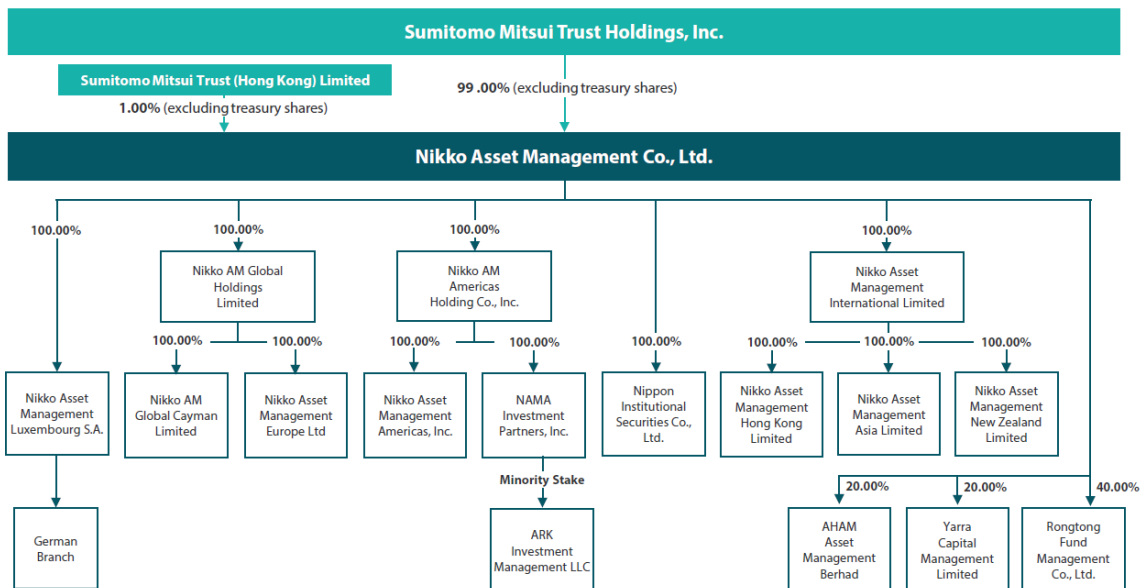 Sumitomo Mitsui Trust Holdings, Inc.
Sumitomo Mitsui Trust (Hong Kong) Limited
99 .00% (excluding treasury shares)
1.00% (excluding treasury shares)
Nikko Asset Management Co., Ltd.
100.00%
100.00%
100.00%
100.00%
100.00%
Nikko AM Global
Holdings
Limited
Nikko AM
Americas
Holding Co., Inc.
Nikko Asset
Management
International Limited
100.00%
100.00%
100.00%
100.00%
100.00%
100.00%
100.00%
Nikko Asset
Management
Luxembourg S.A.
Nikko AM
Global Cayman
Limited
Nikko Asset
Management
Europe Ltd
Nikko Asset
Management
Americas, Inc.
NAMA
Investment
Partners, Inc.
Nippon
Institutional
Securities Co.,
Ltd.
Nikko Asset
Management
Hong Kong
Limited
Nikko Asset
Management
Asia Limited
Nikko Asset
Management
New Zealand
Limited
Minority Stake
20.00%
20.00%
40.00%
German
Branch
ARK
Investment
Management LLC
AHAM
Asset
Management
Berhad
Yarra
Capital
Management
Limited
Rongtong
Fund
Management
Co., Ltd.